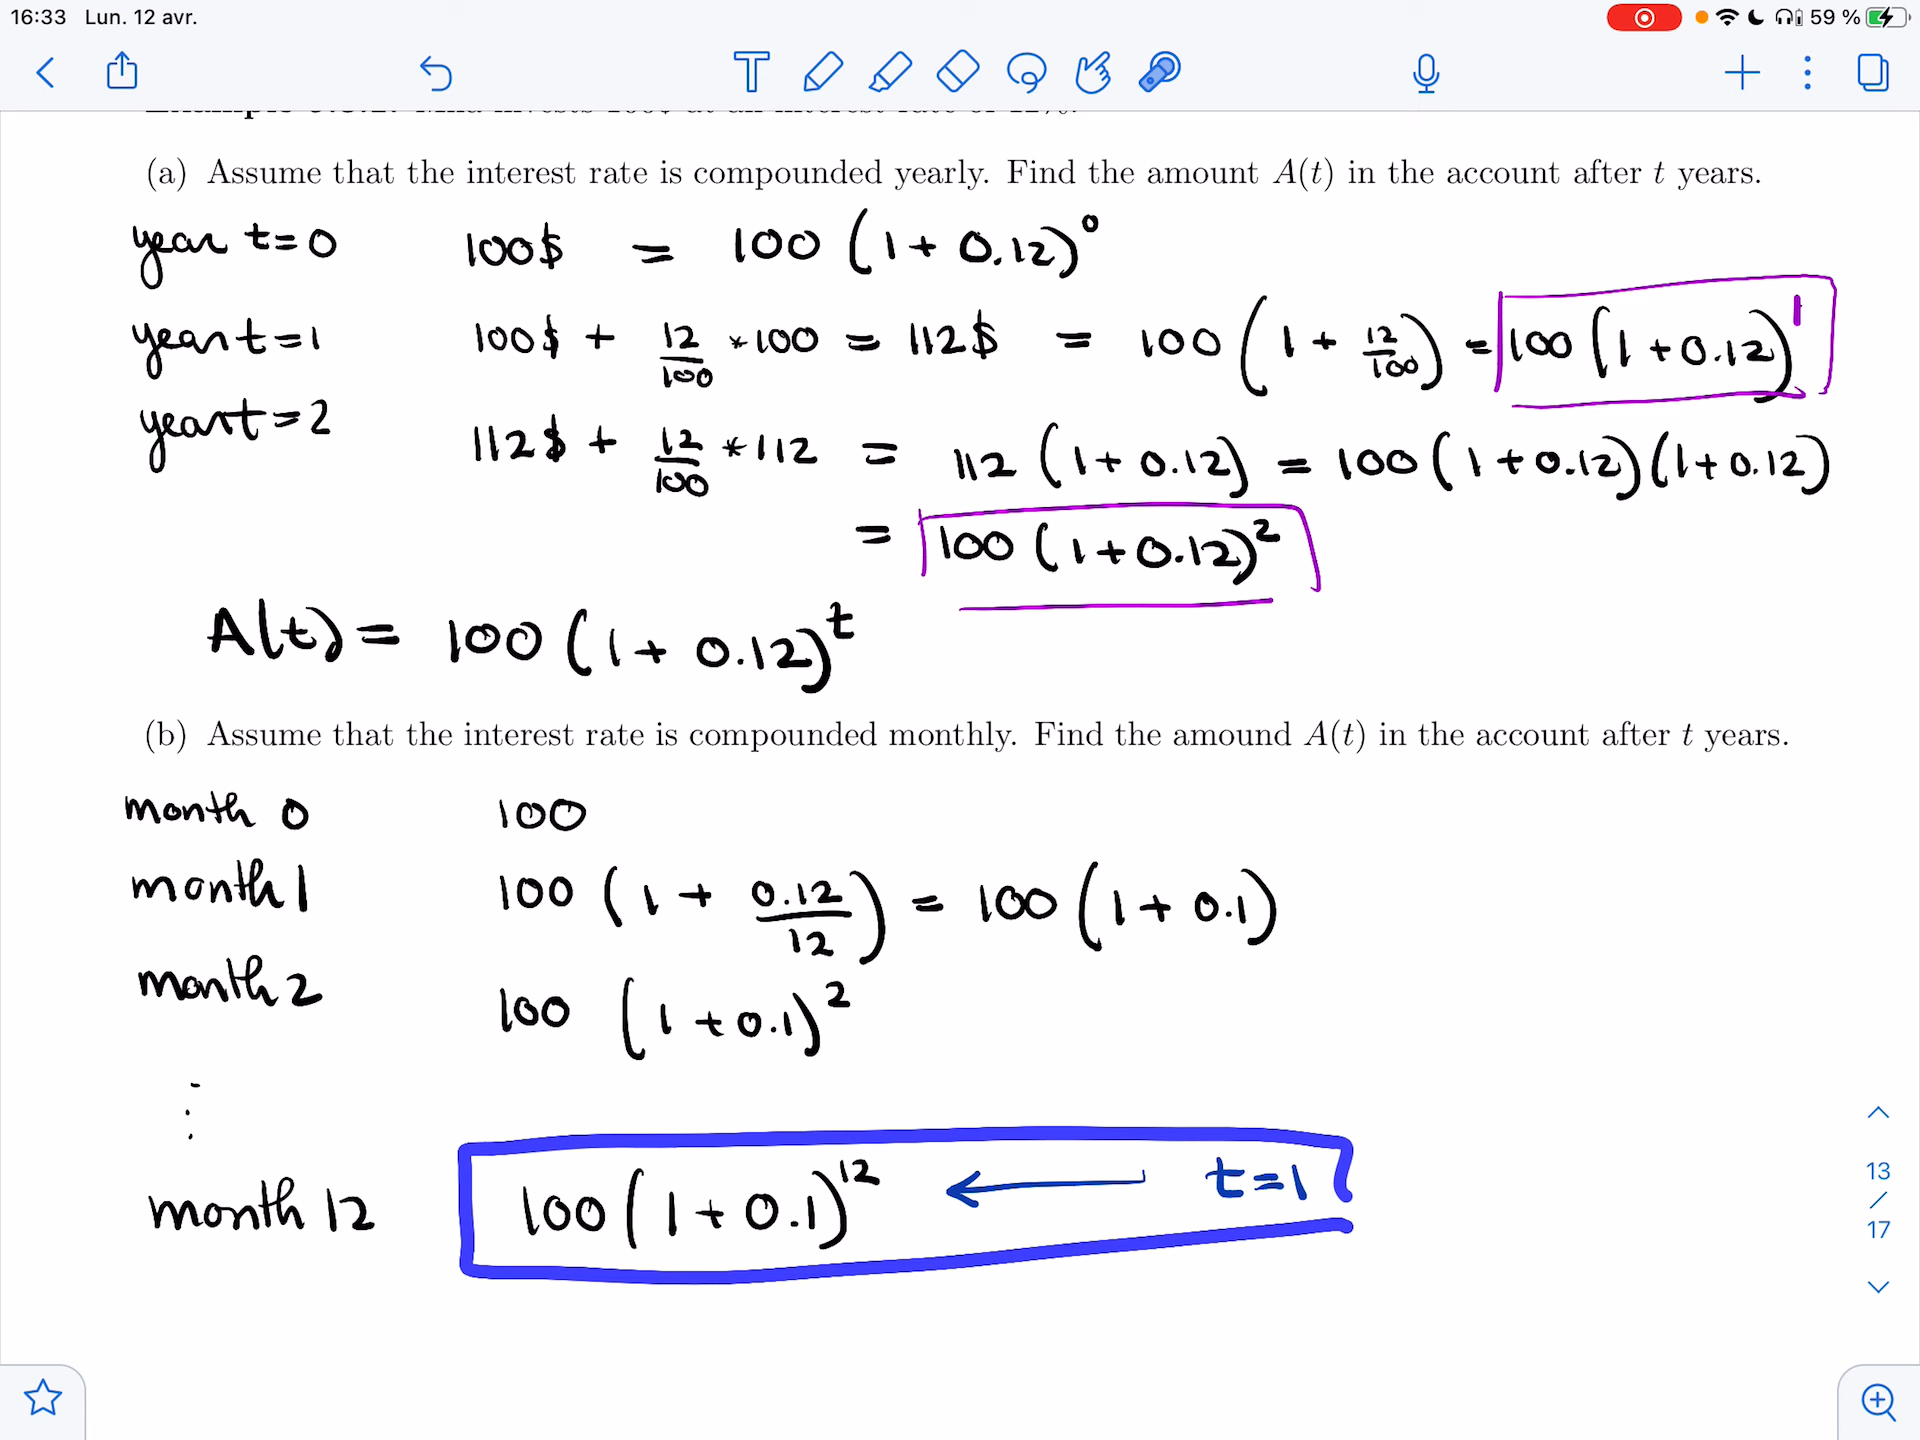 16:33 Lun. 12 avr. 59 %
(a) Assume that the interest rate is compounded yearly. Find the amount A(t) in the account after t years.
year t=0 100$ = 100 (1 + 0.12)⁰
year t=1 100$ + 12/100 * 100 = 112$ = 100 (1 + 12/100) = 100 (1 + 0.12)¹
year t=2 112$ + 12/100 * 112 = 112 (1 + 0.12) = 100 (1 + 0.12)(1 + 0.12)
= 100 (1 + 0.12)²
A(t) = 100 (1 + 0.12)ᵗ
(b) Assume that the interest rate is compounded monthly. Find the amound A(t) in the account after t years.
month 0 100
month 1 100 (1 + 0.12/12) = 100 (1 + 0.1)
month 2 100 (1 + 0.1)²
⋮
month 12 100 (1 + 0.1)¹² ← t=1
13
/
17